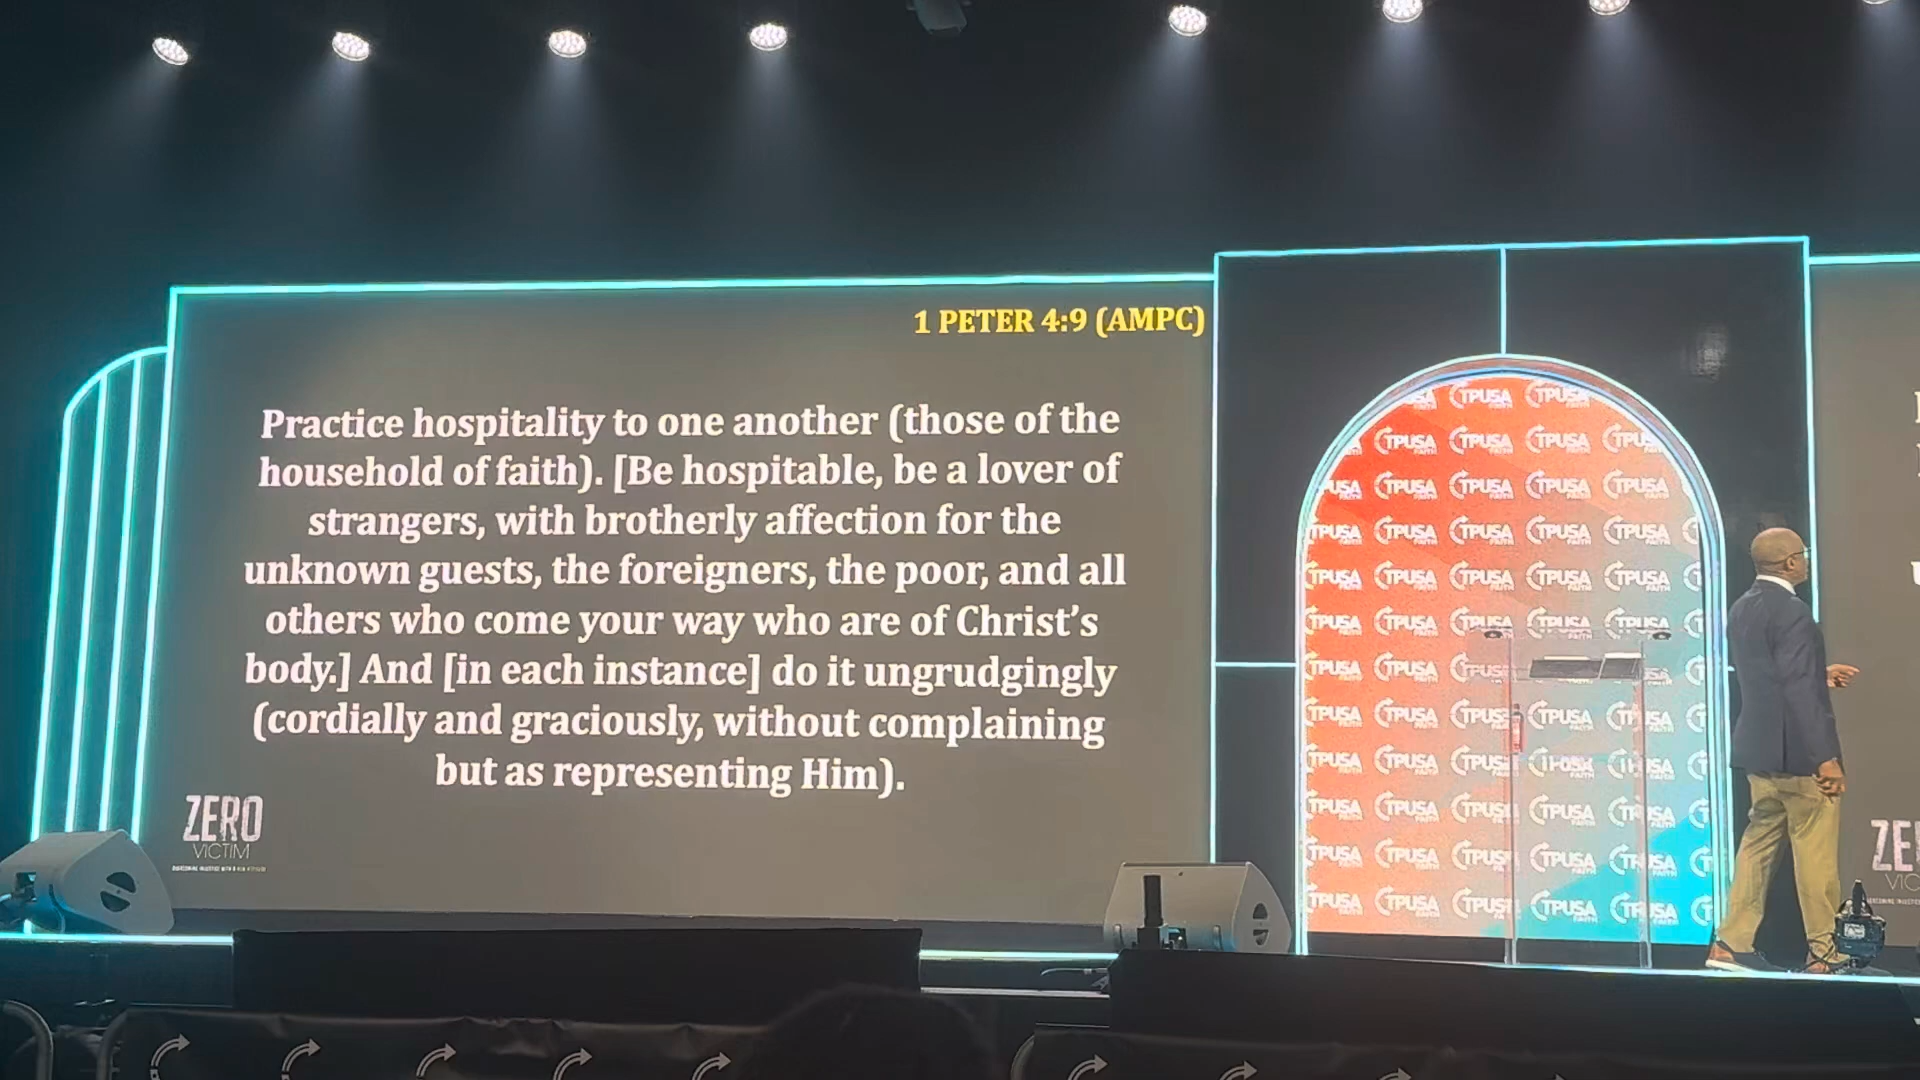 1 PETER 4:9 (AMPC)
Practice hospitality to one another (those of the
household of faith). [Be hospitable, be a lover of
strangers, with brotherly affection for the
unknown guests, the foreigners, the poor, and all
others who come your way who are of Christ's
body.] And [in each instance] do it ungrudgingly
(cordially and graciously, without complaining
but as representing Him).
ZERO
VICTIM
TPUSA
FAITH